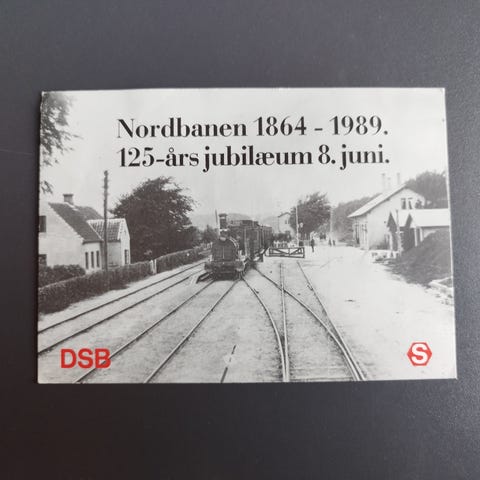 Nordbanen 1864 - 1989.
125-års jubilæum 8. juni.
DSB
S